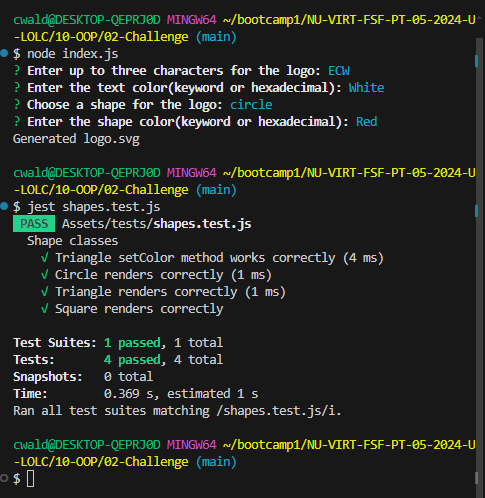 cwald@DESKTOP-QEPRJ0D MINGW64 ~/bootcamp1/NU-VIRT-FSF-PT-05-2024-U
-LOLC/10-OOP/02-Challenge (main)
$ node index.js
? Enter up to three characters for the logo: ECW
? Enter the text color(keyword or hexadecimal): White
? Choose a shape for the logo: circle
? Enter the shape color(keyword or hexadecimal): Red
Generated logo.svg
cwald@DESKTOP-QEPRJ0D MINGW64 ~/bootcamp1/NU-VIRT-FSF-PT-05-2024-U
-LOLC/10-OOP/02-Challenge (main)
$ jest shapes.test.js
PASS Assets/tests/shapes.test.js
Shape classes
√ Triangle setColor method works correctly (4 ms)
√ Circle renders correctly (1 ms)
√ Triangle renders correctly (1 ms)
√ Square renders correctly
Test Suites: 1 passed, 1 total
Tests: 4 passed, 4 total
Snapshots: 0 total
Time: 0.369 s, estimated 1 s
Ran all test suites matching /shapes.test.js/i.
cwald@DESKTOP-QEPRJ0D MINGW64 ~/bootcamp1/NU-VIRT-FSF-PT-05-2024-U
-LOLC/10-OOP/02-Challenge (main)
$